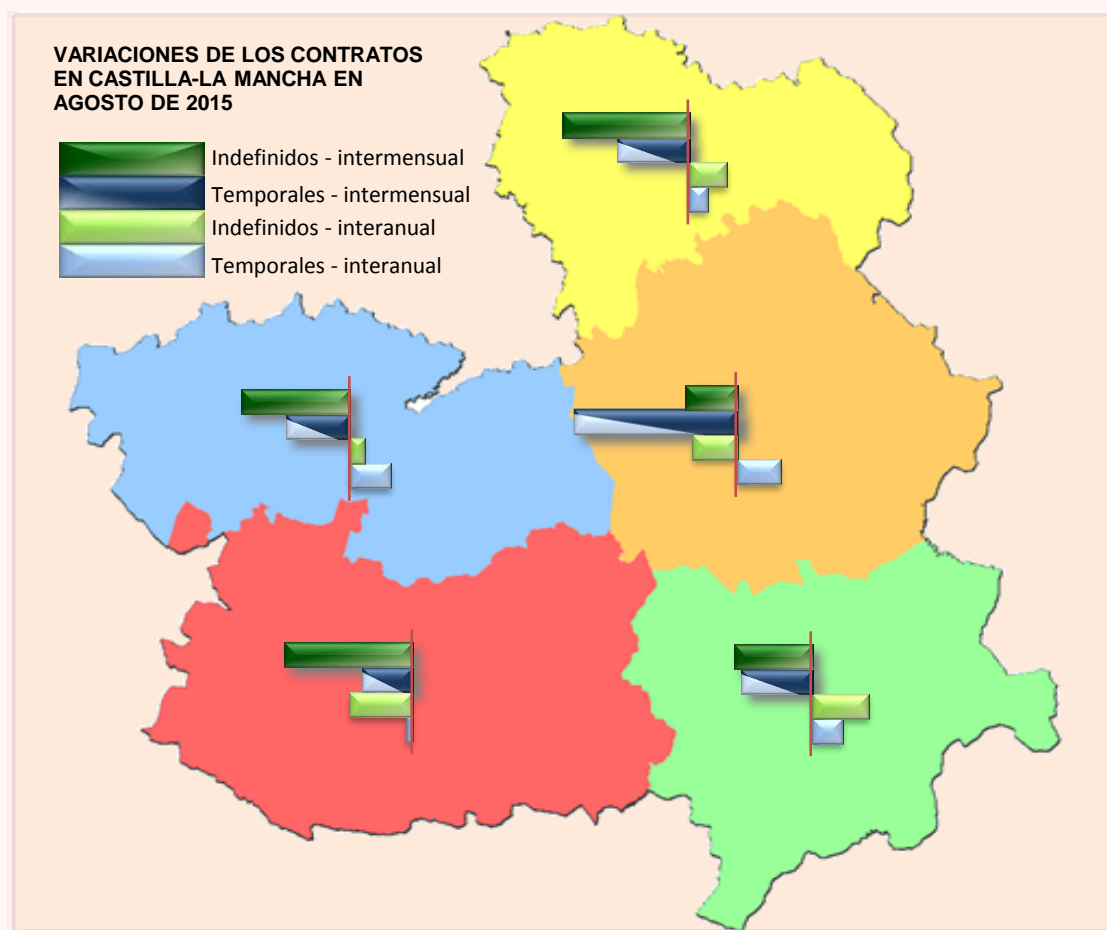 VARIACIONES DE LOS CONTRATOS
EN CASTILLA-LA MANCHA EN
AGOSTO DE 2015
Indefinidos - intermensual
Temporales - intermensual
Indefinidos - interanual
Temporales - interanual